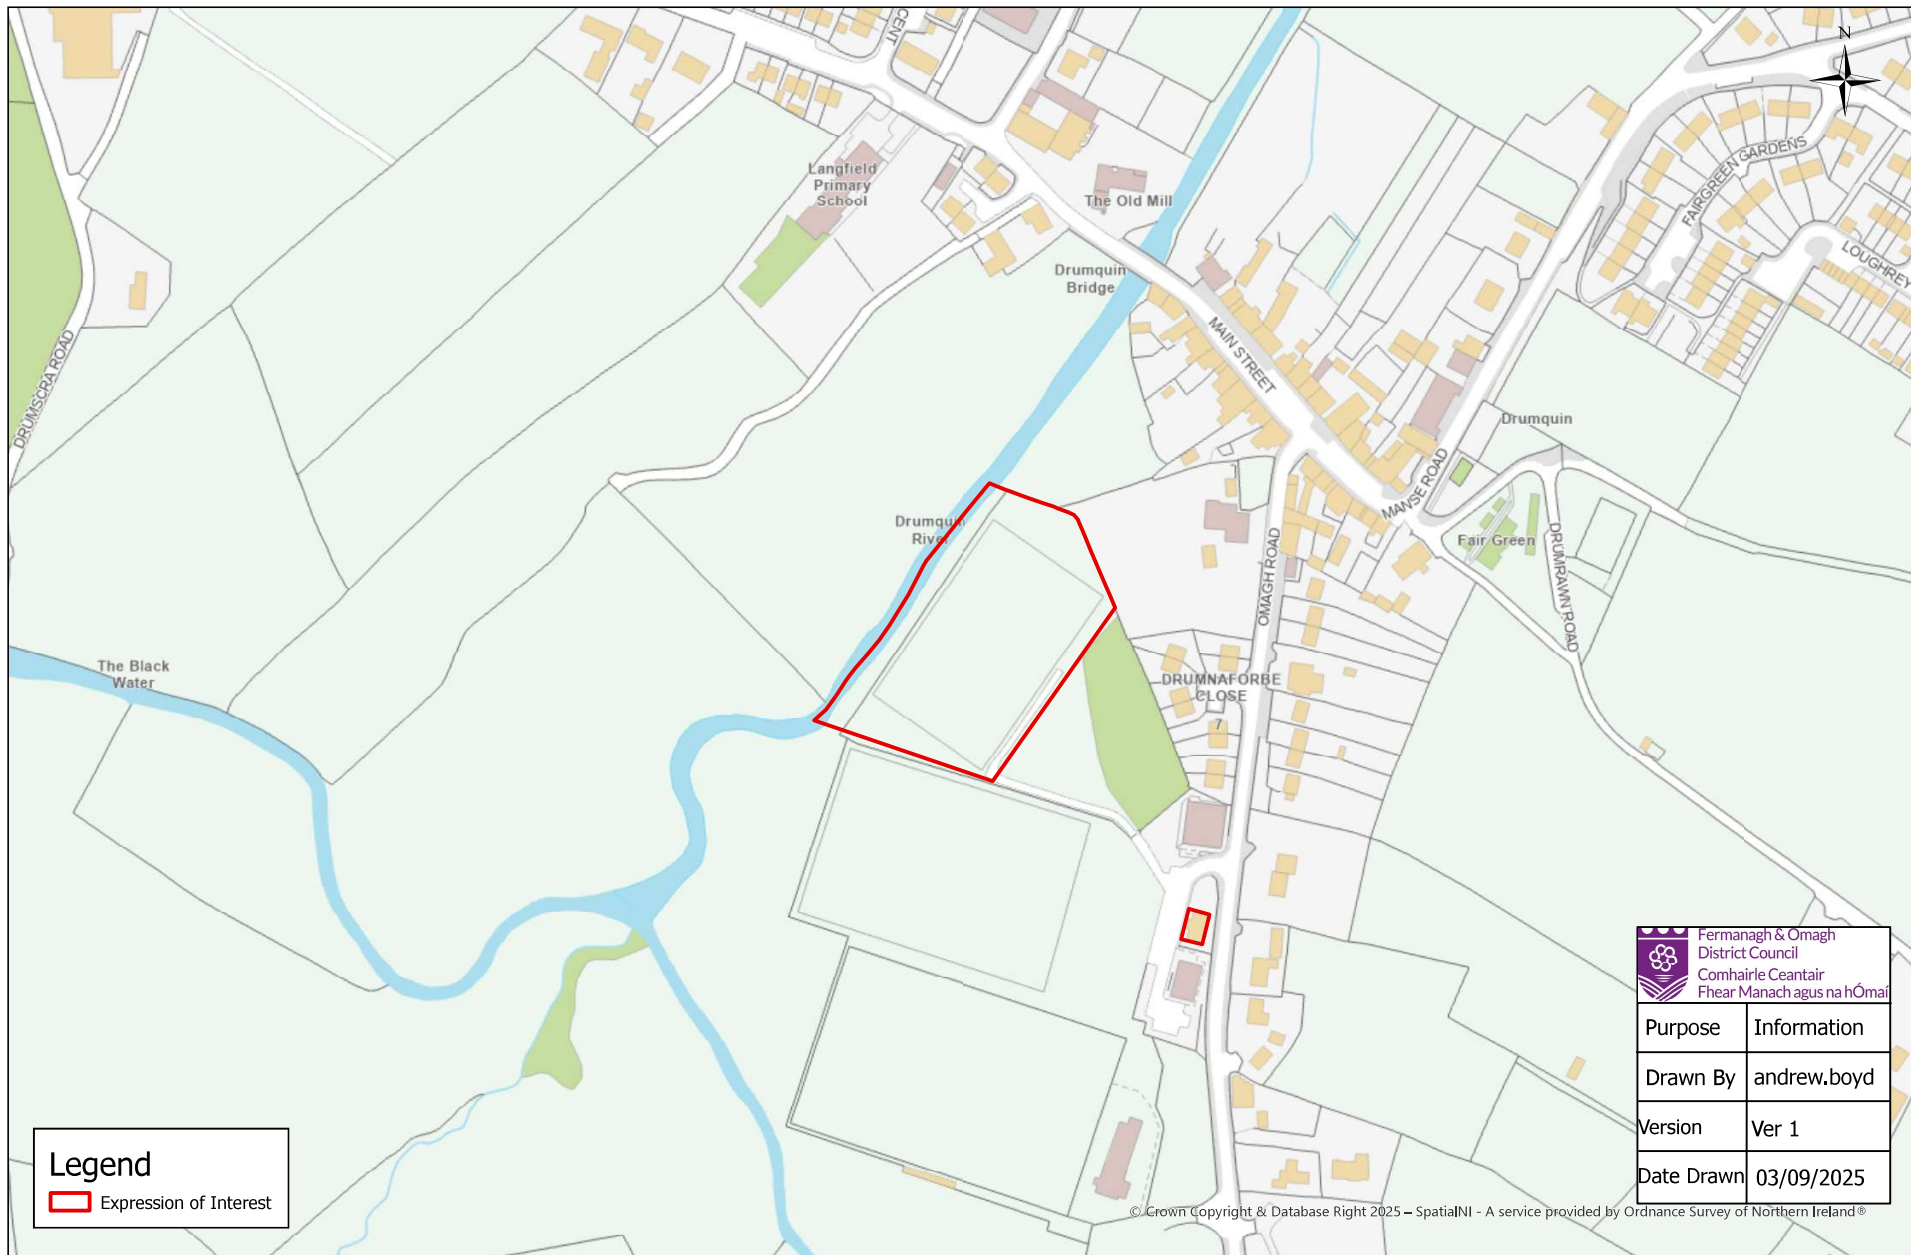 CENT
N
Langfield
Primary
School
The Old Mill
FAIRGREEN GARDENS
LOUGHREY
Drumquin
Bridge
MAIN STREET
DRUMSCRA ROAD
Drumquin
MANSE ROAD
Drumquin
River
Fair Green
OMAGH ROAD
DRUMRAWN ROAD
The Black
Water
DRUMNAFORBE
CLOSE
7
Fermanagh & Omagh
District Council
Comhairle Ceantair
Fhear Manach agus na hÓmaí
Purpose Information
Drawn By andrew.boyd
Version Ver 1
Date Drawn 03/09/2025
Legend
Expression of Interest
© Crown Copyright & Database Right 2025 – SpatialNI - A service provided by Ordnance Survey of Northern Ireland®